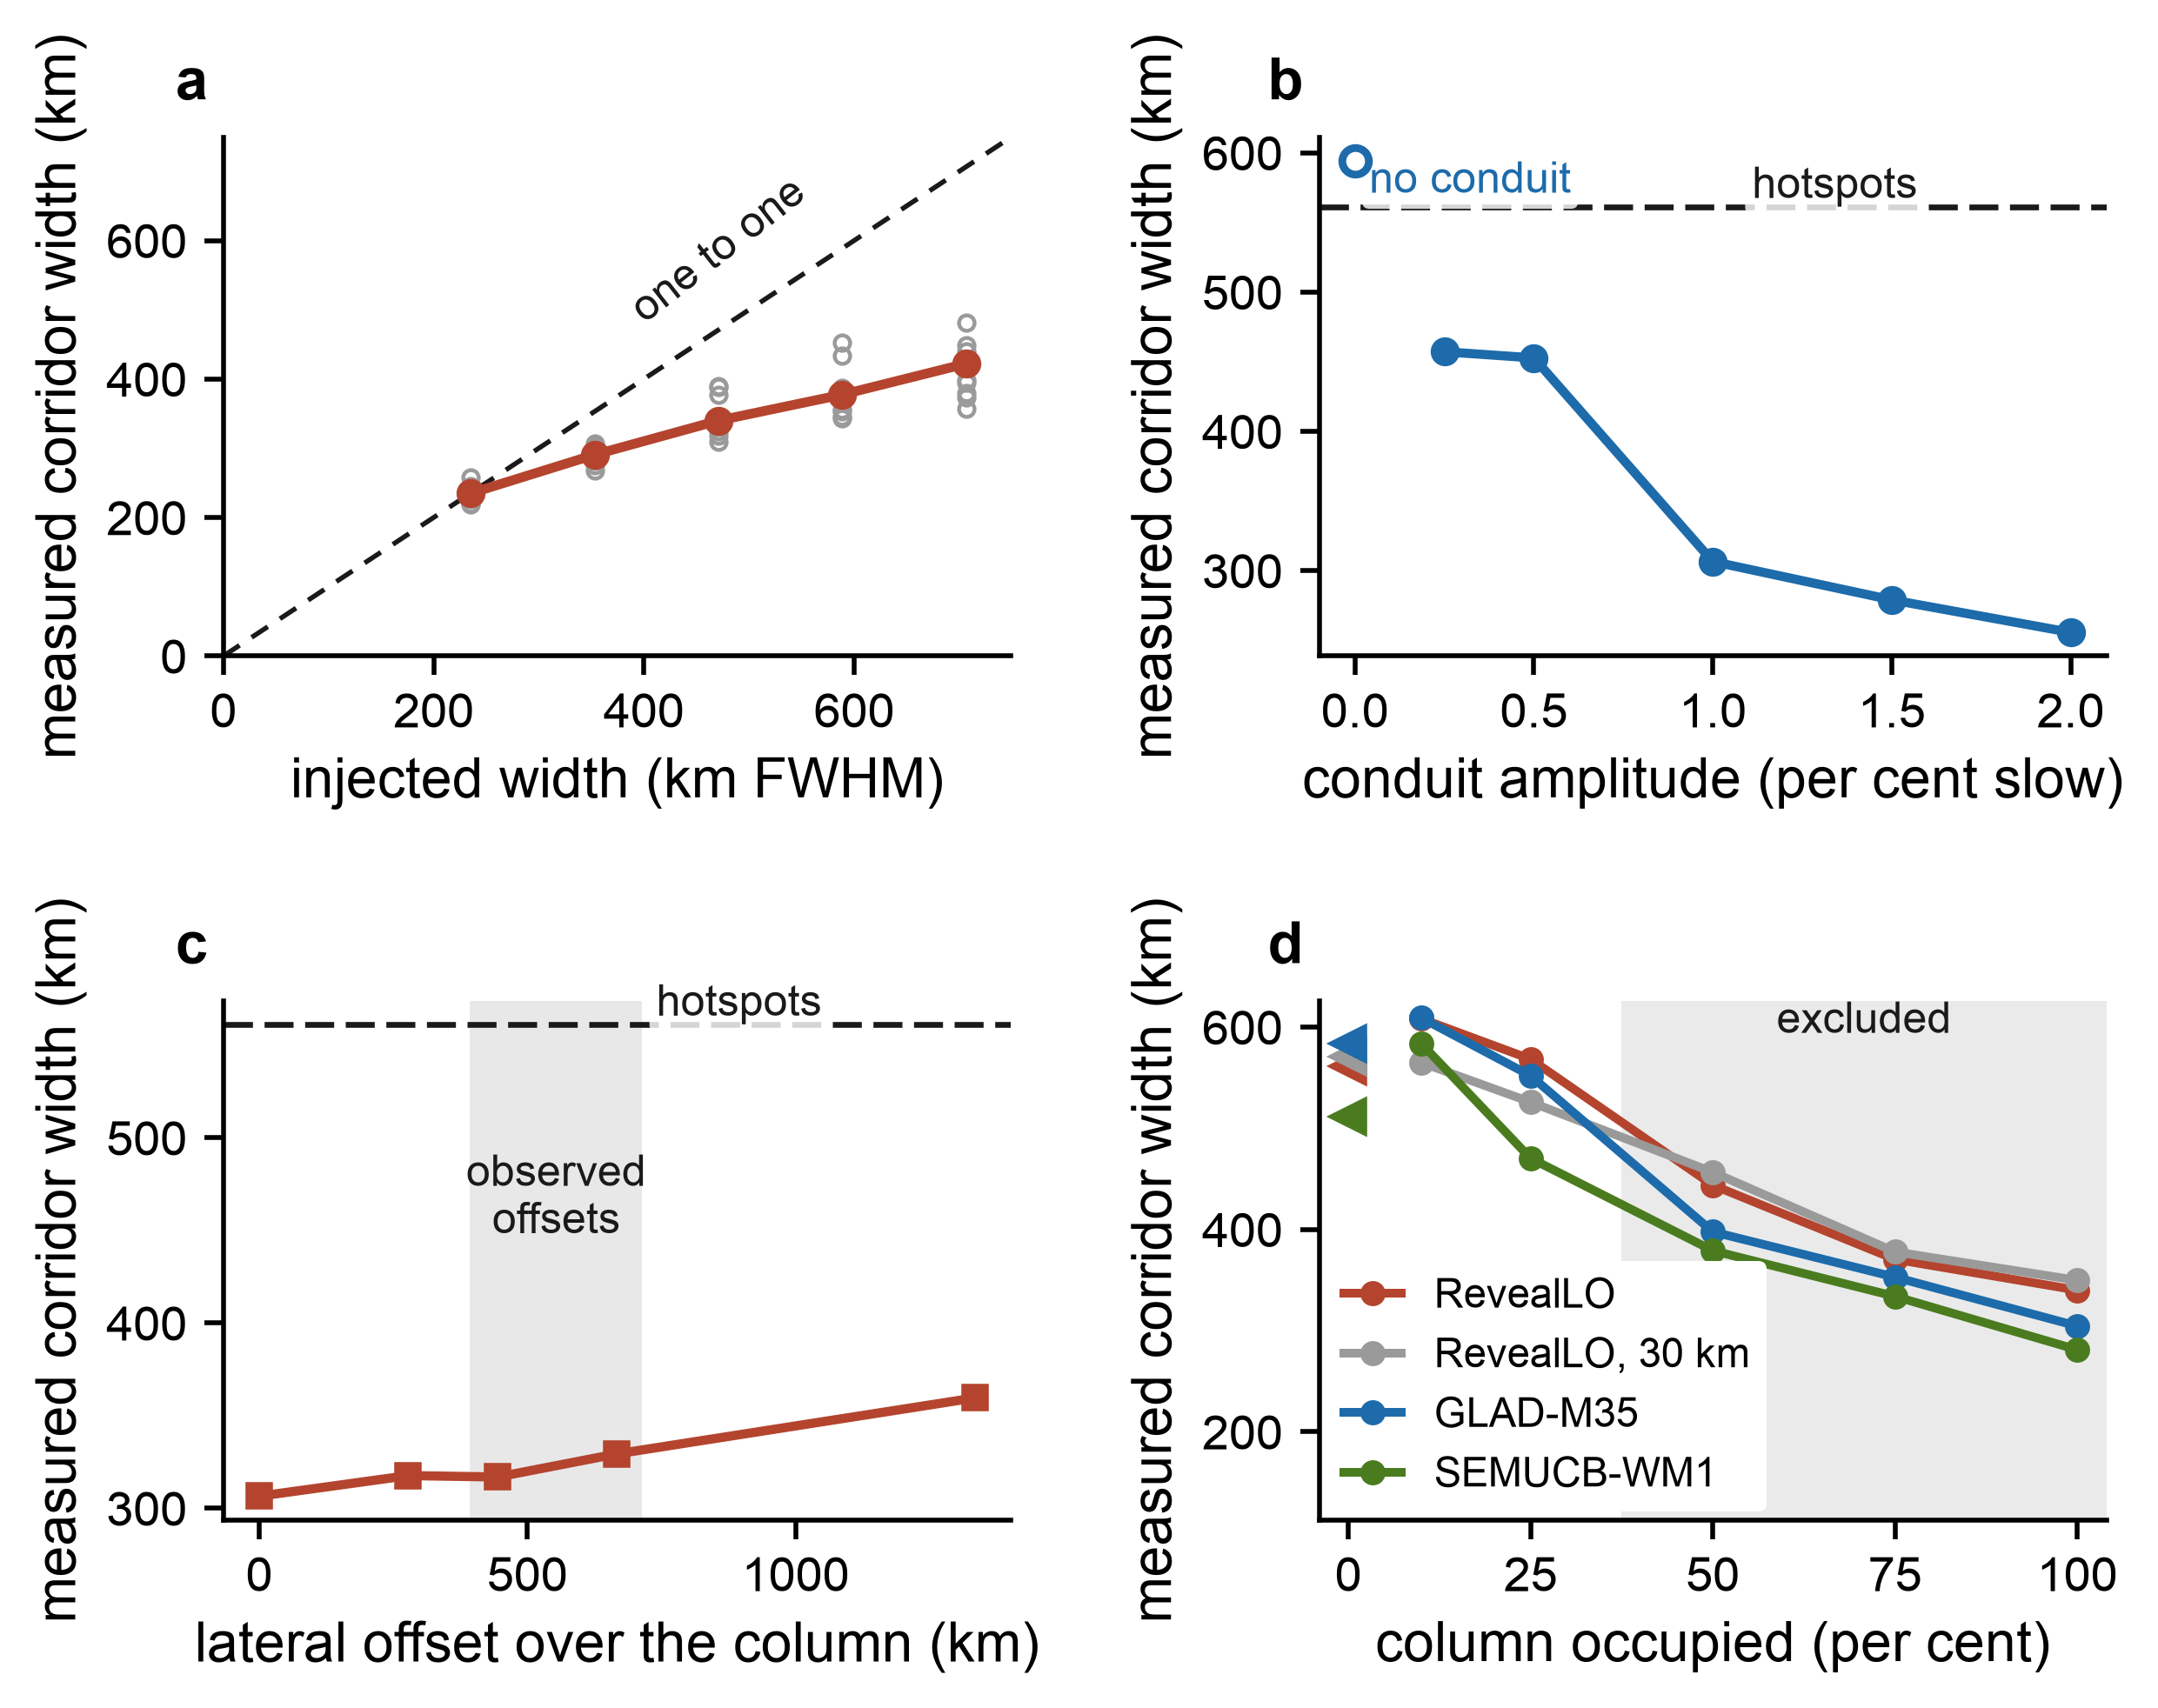 a
measured corridor width (km)
600
400
200
0
one to one
0 200 400 600
injected width (km FWHM)
b
measured corridor width (km)
600
500
400
300
no conduit
hotspots
0.0 0.5 1.0 1.5 2.0
conduit amplitude (per cent slow)
c
measured corridor width (km)
500
400
300
hotspots
observed
offsets
0 500 1000
lateral offset over the column (km)
d
measured corridor width (km)
600
400
200
excluded
RevealLO
RevealLO, 30 km
GLAD-M35
SEMUCB-WM1
0 25 50 75 100
column occupied (per cent)